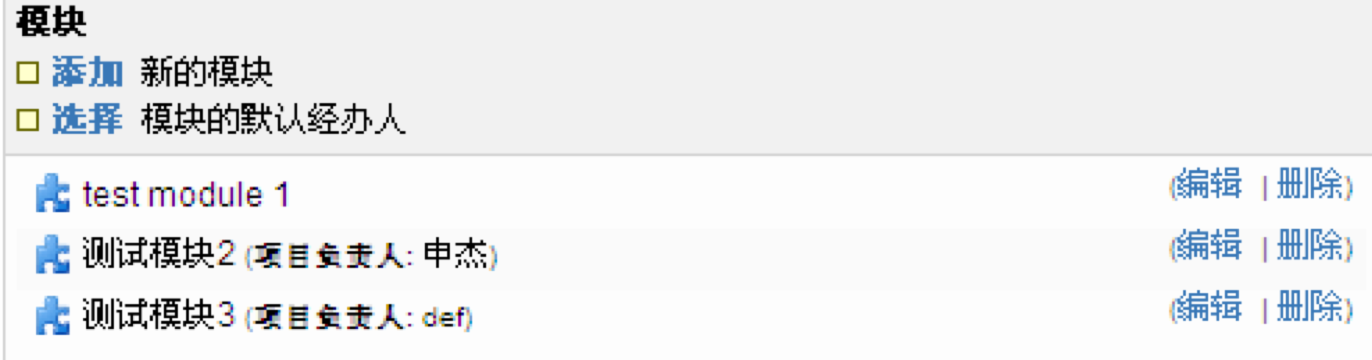 模块
添加 新的模块
选择 模块的默认经办人
test module 1 (编辑 | 删除)
测试模块2 (项目负责人: 申杰) (编辑 | 删除)
测试模块3 (项目负责人: def) (编辑 | 删除)